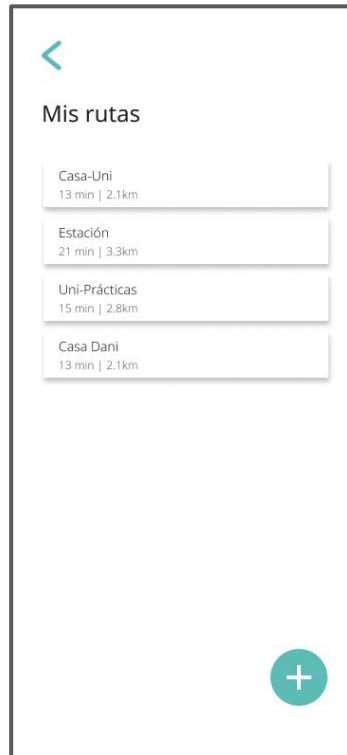 Mis rutas
Casa-Uni
13 min | 2.1km
Estación
21 min | 3.3km
Uni-Prácticas
15 min | 2.8km
Casa Dani
13 min | 2.1km